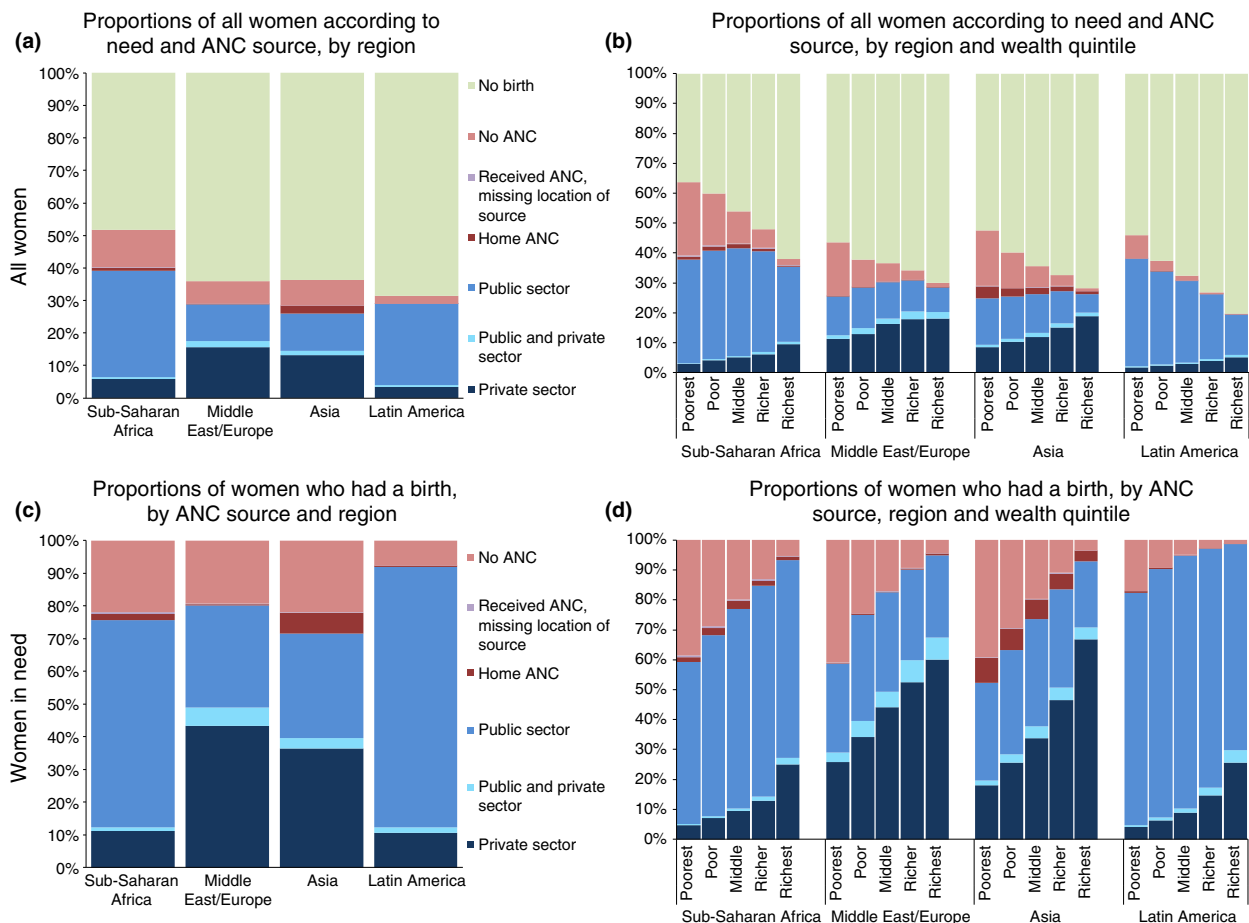 (a)
Proportions of all women according to
need and ANC source, by region
100%
90%
80%
70%
60%
50%
40%
30%
20%
10%
0%
All women
Sub-Saharan
Africa
Middle
East/Europe
Asia
Latin America
No birth
No ANC
Received ANC,
missing location of
source
Home ANC
Public sector
Public and private
sector
Private sector
(b)
Proportions of all women according to need and ANC
source, by region and wealth quintile
100%
90%
80%
70%
60%
50%
40%
30%
20%
10%
0%
Poorest
Poor
Middle
Richer
Richest
Poorest
Poor
Middle
Richer
Richest
Poorest
Poor
Middle
Richer
Richest
Poorest
Poor
Middle
Richer
Richest
Sub-Saharan Africa
Middle East/Europe
Asia
Latin America
(c)
Proportions of women who had a birth,
by ANC source and region
100%
90%
80%
70%
60%
50%
40%
30%
20%
10%
0%
Women in need
Sub-Saharan
Africa
Middle
East/Europe
Asia
Latin America
No ANC
Received ANC,
missing location of
source
Home ANC
Public sector
Public and private
sector
Private sector
(d)
Proportions of women who had a birth, by ANC
source, region and wealth quintile
100%
90%
80%
70%
60%
50%
40%
30%
20%
10%
0%
Poorest
Poor
Middle
Richer
Richest
Poorest
Poor
Middle
Richer
Richest
Poorest
Poor
Middle
Richer
Richest
Poorest
Poor
Middle
Richer
Richest
Sub-Saharan Africa
Middle East/Europe
Asia
Latin America